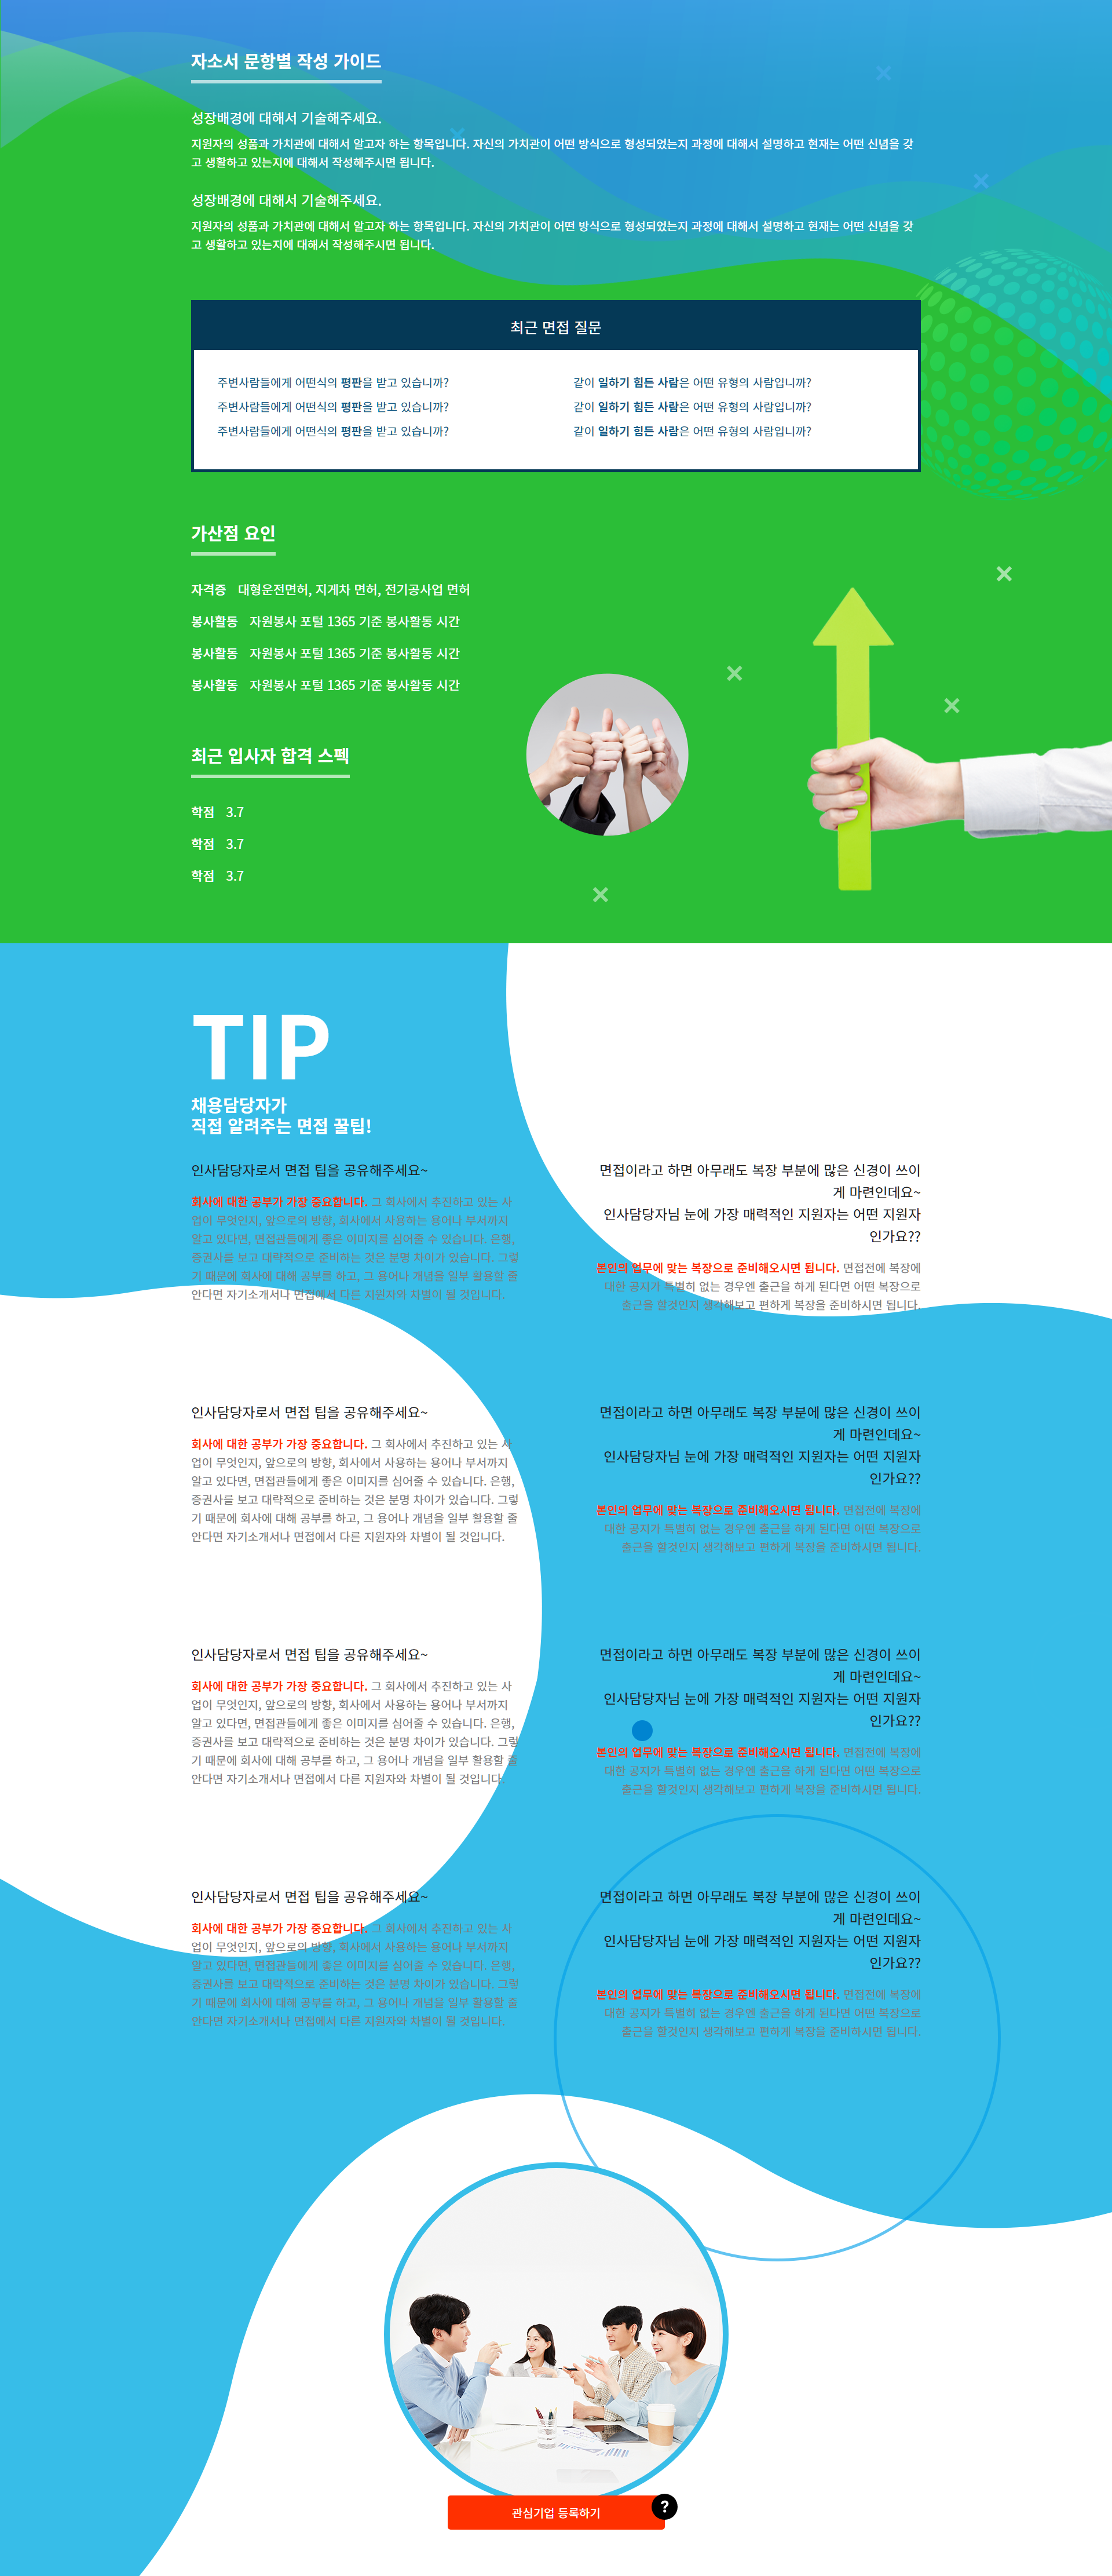 자소서 문항별 작성 가이드
성장배경에 대해서 기술해주세요.
지원자의 성품과 가치관에 대해서 알고자 하는 항목입니다. 자신의 가치관이 어떤 방식으로 형성되었는지 과정에 대해서 설명하고 현재는 어떤 신념을 갖
고 생활하고 있는지에 대해서 작성해주시면 됩니다.
성장배경에 대해서 기술해주세요.
지원자의 성품과 가치관에 대해서 알고자 하는 항목입니다. 자신의 가치관이 어떤 방식으로 형성되었는지 과정에 대해서 설명하고 현재는 어떤 신념을 갖
고 생활하고 있는지에 대해서 작성해주시면 됩니다.
최근 면접 질문
주변사람들에게 어떤식의 평판을 받고 있습니까?
같이 일하기 힘든 사람은 어떤 유형의 사람입니까?
주변사람들에게 어떤식의 평판을 받고 있습니까?
같이 일하기 힘든 사람은 어떤 유형의 사람입니까?
주변사람들에게 어떤식의 평판을 받고 있습니까?
같이 일하기 힘든 사람은 어떤 유형의 사람입니까?
가산점 요인
자격증 대형운전면허, 지게차 면허, 전기공사업 면허
봉사활동 자원봉사 포털 1365 기준 봉사활동 시간
봉사활동 자원봉사 포털 1365 기준 봉사활동 시간
봉사활동 자원봉사 포털 1365 기준 봉사활동 시간
최근 입사자 합격 스펙
학점 3.7
학점 3.7
학점 3.7
TIP
채용담당자가
직접 알려주는 면접 꿀팁!
인사담당자로서 면접 팁을 공유해주세요~
회사에 대한 공부가 가장 중요합니다. 그 회사에서 추진하고 있는 사
업이 무엇인지, 앞으로의 방향, 회사에서 사용하는 용어나 부서까지
알고 있다면, 면접관들에게 좋은 이미지를 심어줄 수 있습니다. 은행,
증권사를 보고 대략적으로 준비하는 것은 분명 차이가 있습니다. 그렇
기 때문에 회사에 대해 공부를 하고, 그 용어나 개념을 일부 활용할 줄
안다면 자기소개서나 면접에서 다른 지원자와 차별이 될 것입니다.
면접이라고 하면 아무래도 복장 부분에 많은 신경이 쓰이
게 마련인데요~
인사담당자님 눈에 가장 매력적인 지원자는 어떤 지원자
인가요??
본인의 업무에 맞는 복장으로 준비해오시면 됩니다. 면접전에 복장에
대한 공지가 특별히 없는 경우엔 출근을 하게 된다면 어떤 복장으로
출근을 할것인지 생각해보고 편하게 복장을 준비하시면 됩니다.
인사담당자로서 면접 팁을 공유해주세요~
회사에 대한 공부가 가장 중요합니다. 그 회사에서 추진하고 있는 사
업이 무엇인지, 앞으로의 방향, 회사에서 사용하는 용어나 부서까지
알고 있다면, 면접관들에게 좋은 이미지를 심어줄 수 있습니다. 은행,
증권사를 보고 대략적으로 준비하는 것은 분명 차이가 있습니다. 그렇
기 때문에 회사에 대해 공부를 하고, 그 용어나 개념을 일부 활용할 줄
안다면 자기소개서나 면접에서 다른 지원자와 차별이 될 것입니다.
면접이라고 하면 아무래도 복장 부분에 많은 신경이 쓰이
게 마련인데요~
인사담당자님 눈에 가장 매력적인 지원자는 어떤 지원자
인가요??
본인의 업무에 맞는 복장으로 준비해오시면 됩니다. 면접전에 복장에
대한 공지가 특별히 없는 경우엔 출근을 하게 된다면 어떤 복장으로
출근을 할것인지 생각해보고 편하게 복장을 준비하시면 됩니다.
인사담당자로서 면접 팁을 공유해주세요~
회사에 대한 공부가 가장 중요합니다. 그 회사에서 추진하고 있는 사
업이 무엇인지, 앞으로의 방향, 회사에서 사용하는 용어나 부서까지
알고 있다면, 면접관들에게 좋은 이미지를 심어줄 수 있습니다. 은행,
증권사를 보고 대략적으로 준비하는 것은 분명 차이가 있습니다. 그렇
기 때문에 회사에 대해 공부를 하고, 그 용어나 개념을 일부 활용할 줄
안다면 자기소개서나 면접에서 다른 지원자와 차별이 될 것입니다.
면접이라고 하면 아무래도 복장 부분에 많은 신경이 쓰이
게 마련인데요~
인사담당자님 눈에 가장 매력적인 지원자는 어떤 지원자
인가요??
본인의 업무에 맞는 복장으로 준비해오시면 됩니다. 면접전에 복장에
대한 공지가 특별히 없는 경우엔 출근을 하게 된다면 어떤 복장으로
출근을 할것인지 생각해보고 편하게 복장을 준비하시면 됩니다.
인사담당자로서 면접 팁을 공유해주세요~
회사에 대한 공부가 가장 중요합니다. 그 회사에서 추진하고 있는 사
업이 무엇인지, 앞으로의 방향, 회사에서 사용하는 용어나 부서까지
알고 있다면, 면접관들에게 좋은 이미지를 심어줄 수 있습니다. 은행,
증권사를 보고 대략적으로 준비하는 것은 분명 차이가 있습니다. 그렇
기 때문에 회사에 대해 공부를 하고, 그 용어나 개념을 일부 활용할 줄
안다면 자기소개서나 면접에서 다른 지원자와 차별이 될 것입니다.
면접이라고 하면 아무래도 복장 부분에 많은 신경이 쓰이
게 마련인데요~
인사담당자님 눈에 가장 매력적인 지원자는 어떤 지원자
인가요??
본인의 업무에 맞는 복장으로 준비해오시면 됩니다. 면접전에 복장에
대한 공지가 특별히 없는 경우엔 출근을 하게 된다면 어떤 복장으로
출근을 할것인지 생각해보고 편하게 복장을 준비하시면 됩니다.
관심기업 등록하기
?